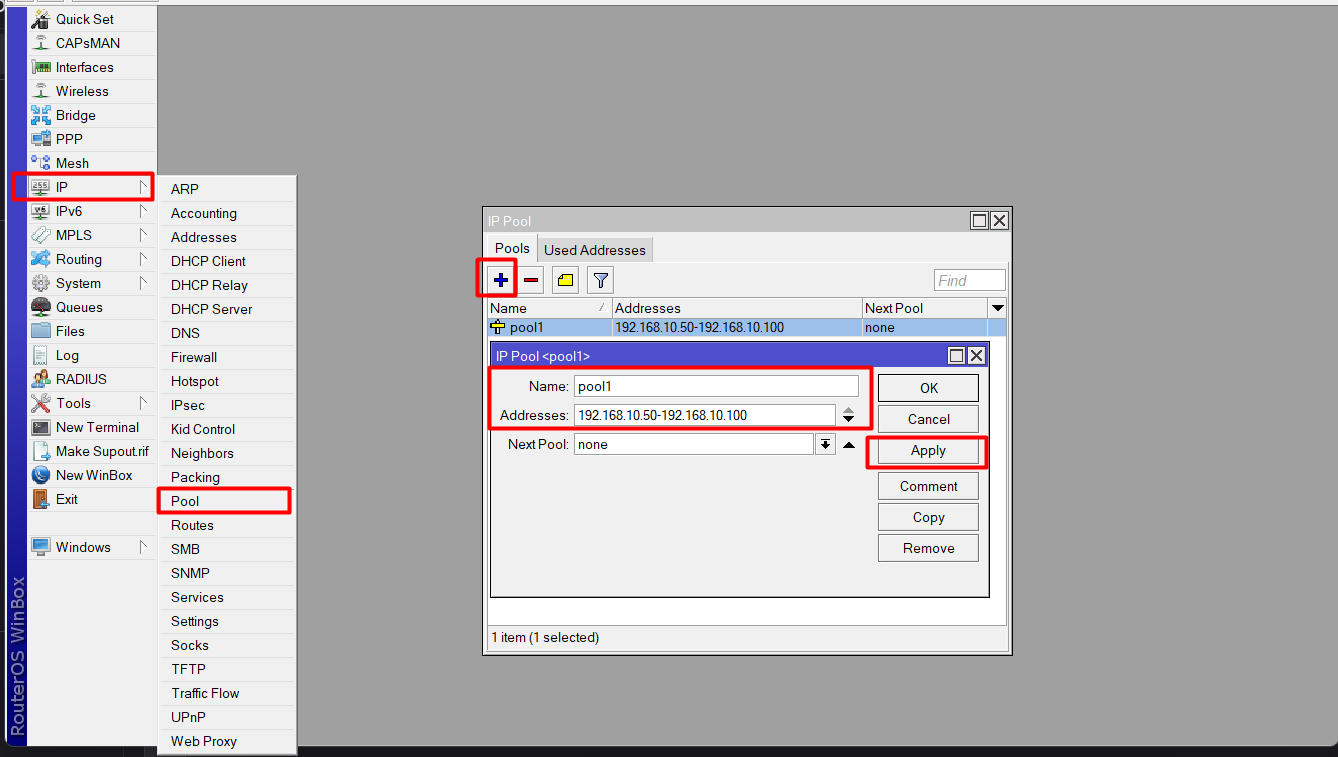 Quick Set
CAPsMAN
Interfaces
Wireless
Bridge
PPP
Mesh
IP
IPv6
MPLS
Routing
System
Queues
Files
Log
RADIUS
Tools
New Terminal
Make Supout.rif
New WinBox
Exit
Windows
RouterOS WinBox
ARP
Accounting
Addresses
DHCP Client
DHCP Relay
DHCP Server
DNS
Firewall
Hotspot
IPsec
Kid Control
Neighbors
Packing
Pool
Routes
SMB
SNMP
Services
Settings
Socks
TFTP
Traffic Flow
UPnP
Web Proxy
IP Pool
Pools Used Addresses
Find
Name Addresses Next Pool
pool1 192.168.10.50-192.168.10.100 none
IP Pool <pool1>
Name: pool1
Addresses: 192.168.10.50-192.168.10.100
Next Pool: none
OK
Cancel
Apply
Comment
Copy
Remove
1 item (1 selected)